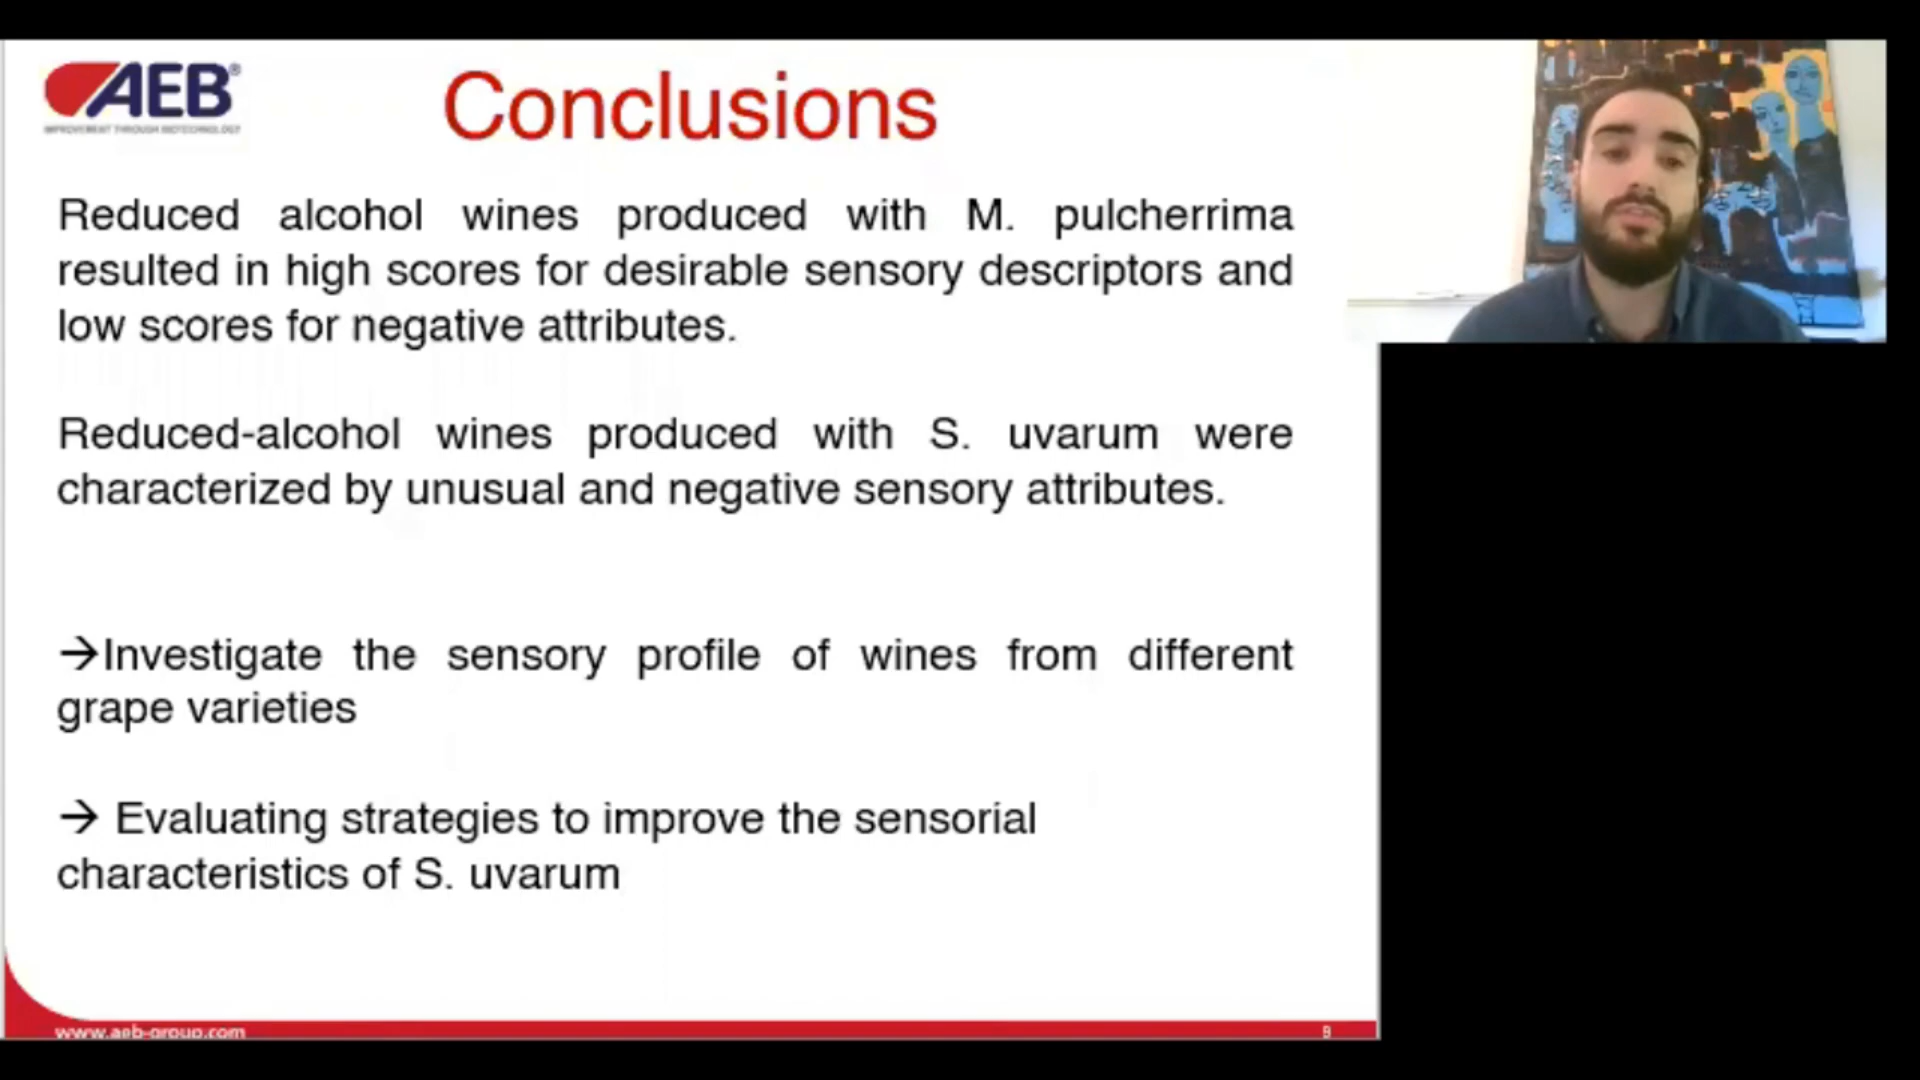 AEB®
IMPROVEMENT THROUGH BIOTECHNOLOGY
Conclusions
Reduced alcohol wines produced with M. pulcherrima
resulted in high scores for desirable sensory descriptors and
low scores for negative attributes.
Reduced-alcohol wines produced with S. uvarum were
characterized by unusual and negative sensory attributes.
→Investigate the sensory profile of wines from different
grape varieties
→ Evaluating strategies to improve the sensorial
characteristics of S. uvarum
www.aeb-group.com